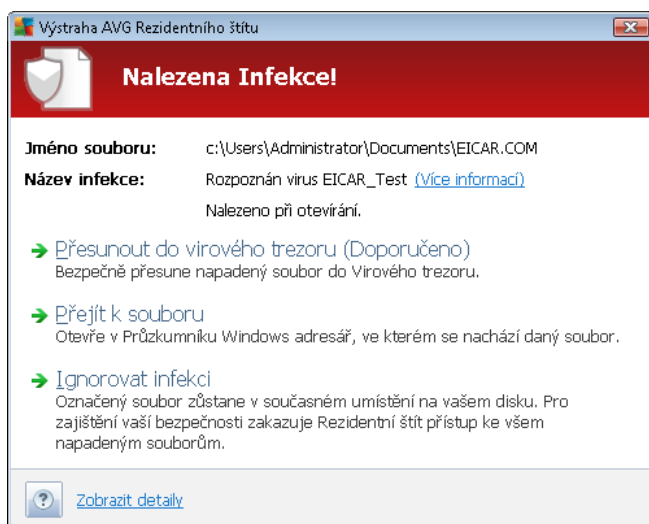 Výstraha AVG Rezidentního štítu
Nalezena Infekce!
Jméno souboru: c:\Users\Administrator\Documents\EICAR.COM
Název infekce: Rozpoznán virus EICAR_Test (Více informací)
Nalezeno při otevírání.
Přesunout do virového trezoru (Doporučeno)
Bezpečně přesune napadený soubor do Virového trezoru.
Přejít k souboru
Otevře v Průzkumníku Windows adresář, ve kterém se nachází daný soubor.
Ignorovat infekci
Označený soubor zůstane v současném umístění na vašem disku. Pro
zajištění vaší bezpečnosti zakazuje Rezidentní štít přístup ke všem
napadeným souborům.
Zobrazit detaily